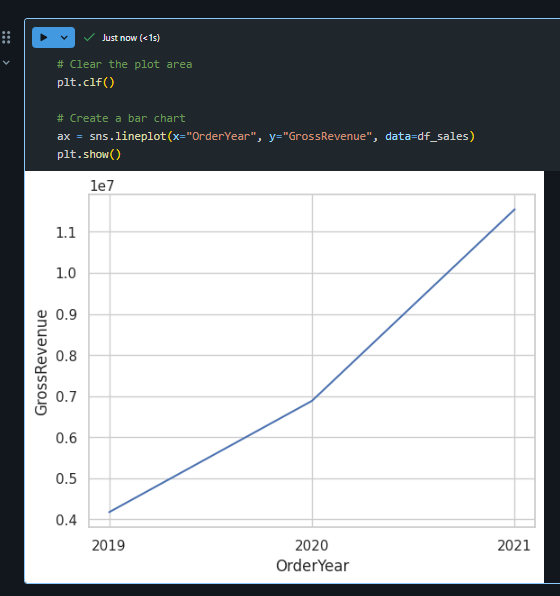 Just now (<1s)
# Clear the plot area
plt.clf()
# Create a bar chart
ax = sns.lineplot(x="OrderYear", y="GrossRevenue", data=df_sales)
plt.show()
1e7
1.1
1.0
0.9
0.8
0.7
0.6
0.5
0.4
GrossRevenue
2019 2020 2021
OrderYear